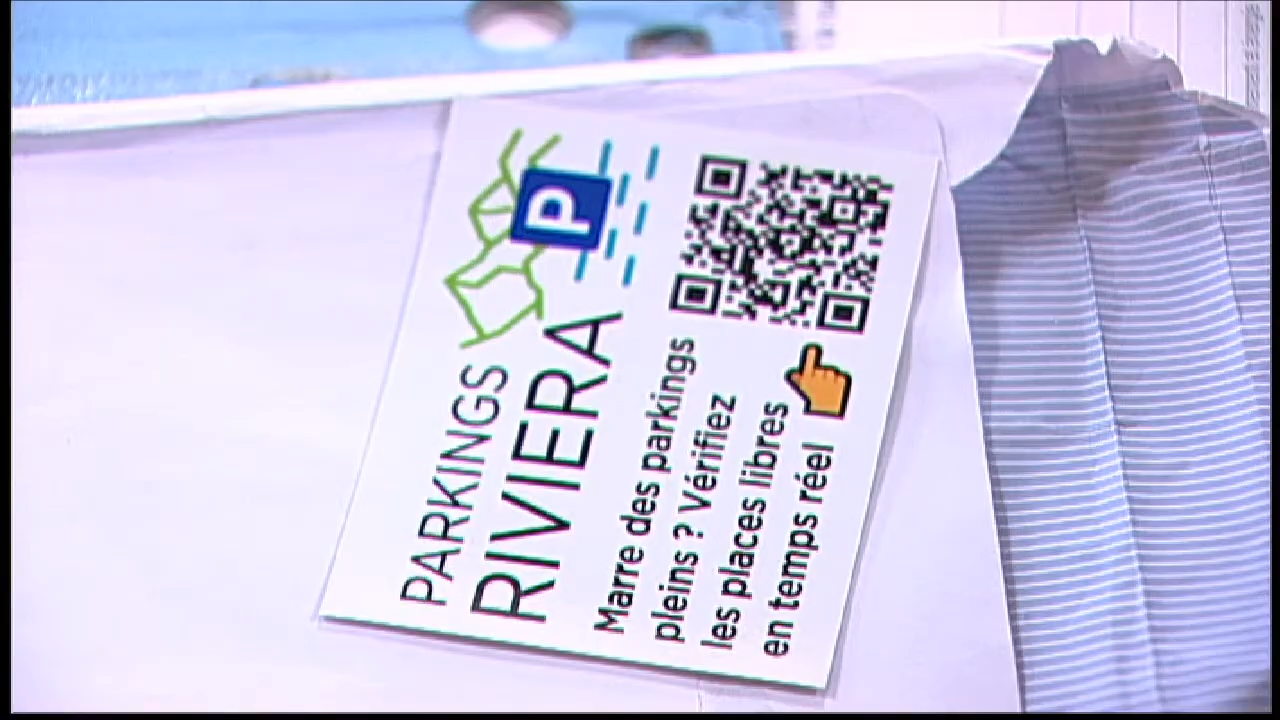 PARKINGS
RIVIERA
P
Marre des parkings
pleins ? Vérifiez
les places libres
en temps réel